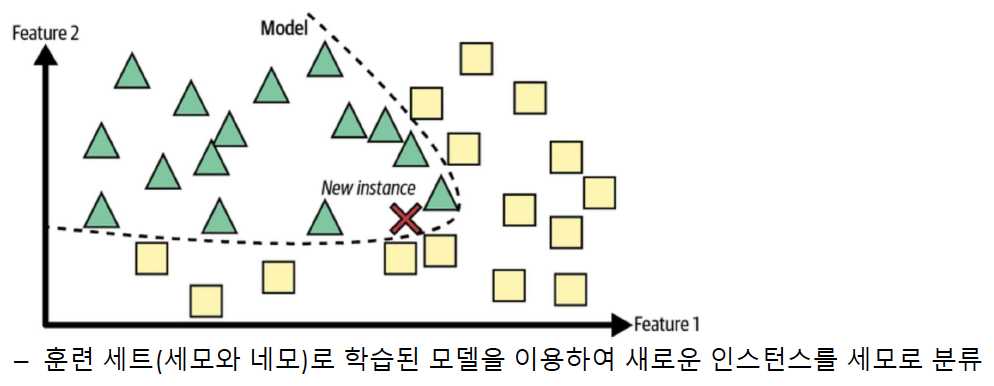 Feature 2
Model
New instance
Feature 1
– 훈련 세트(세모와 네모)로 학습된 모델을 이용하여 새로운 인스턴스를 세모로 분류